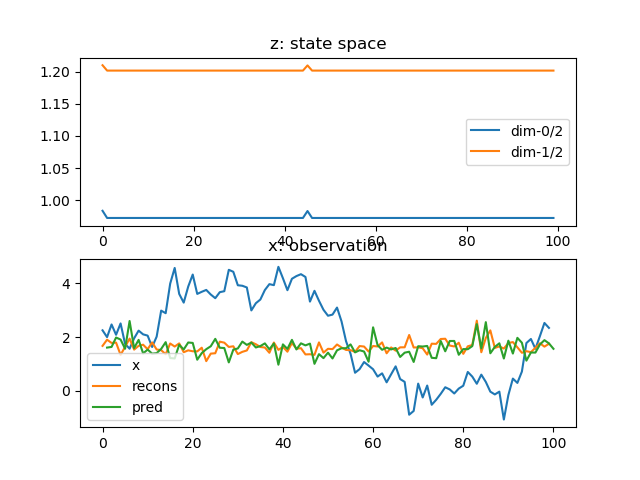 z: state space
1.20
1.15
1.10
1.05
1.00
dim-0/2
dim-1/2
0 20 40 60 80 100
x: observation
4
2
0
x
recons
pred
0 20 40 60 80 100